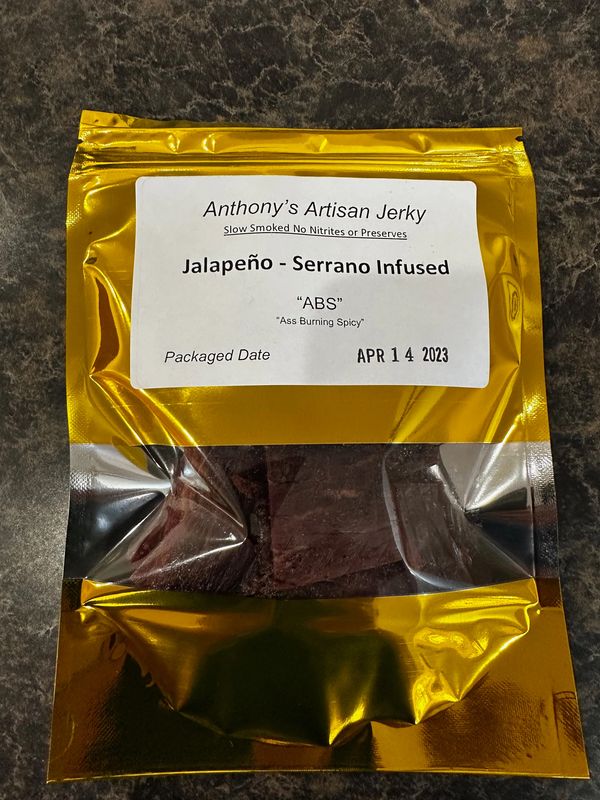 Anthony's Artisan Jerky
Slow Smoked No Nitrites or Preserves
Jalapeño - Serrano Infused
“ABS”
“Ass Burning Spicy”
Packaged Date APR 14 2023